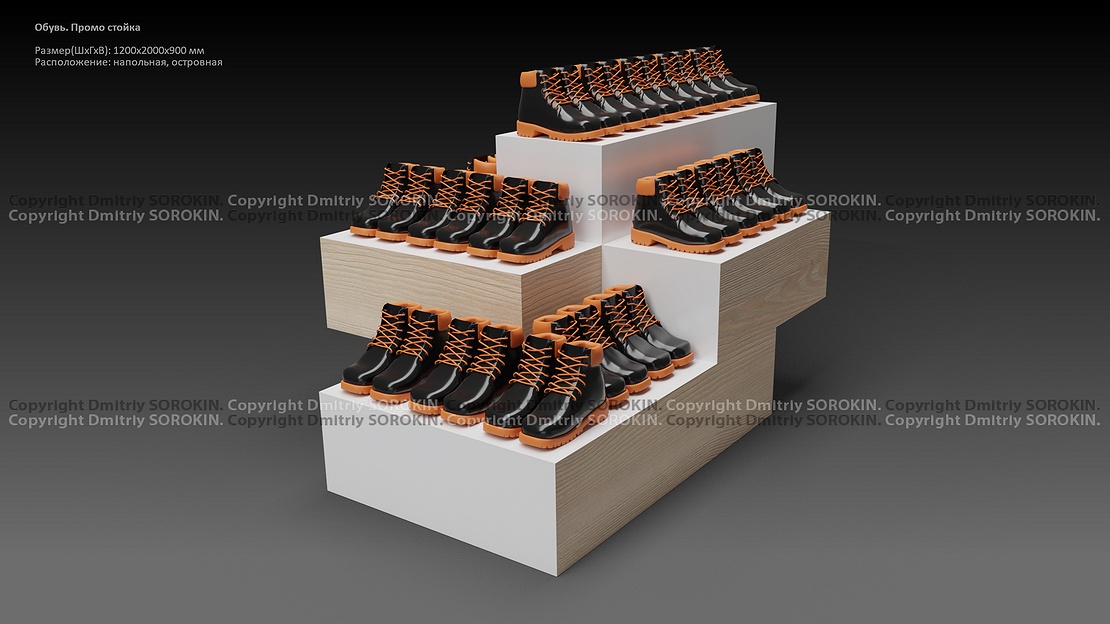 Обувь. Промо стойка
Размер(ШхГхВ): 1200х2000х900 мм
Расположение: напольная, островная
Copyright Dmitriy SOROKIN. Copyright Dmitriy SOROKIN. Copyright Dmitriy SOROKIN. Copyright Dmitriy SOROKIN. Copyright Dmitriy SOROKIN.
Copyright Dmitriy SOROKIN. Copyright Dmitriy SOROKIN. Copyright Dmitriy SOROKIN. Copyright Dmitriy SOROKIN. Copyright Dmitriy SOROKIN.
Copyright Dmitriy SOROKIN. Copyright Dmitriy SOROKIN. Copyright Dmitriy SOROKIN. Copyright Dmitriy SOROKIN. Copyright Dmitriy SOROKIN.
Copyright Dmitriy SOROKIN. Copyright Dmitriy SOROKIN. Copyright Dmitriy SOROKIN. Copyright Dmitriy SOROKIN. Copyright Dmitriy SOROKIN.